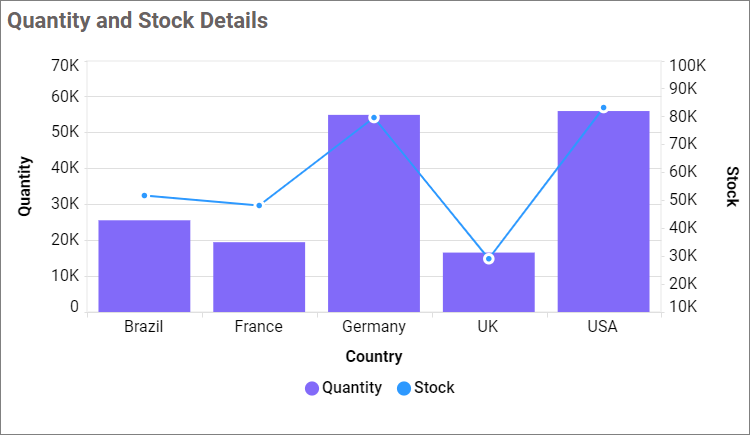 Quantity and Stock Details
70K
60K
50K
40K
30K
20K
10K
0
Quantity
100K
90K
80K
70K
60K
50K
40K
30K
20K
10K
Stock
Brazil France Germany UK USA
Country
Quantity Stock